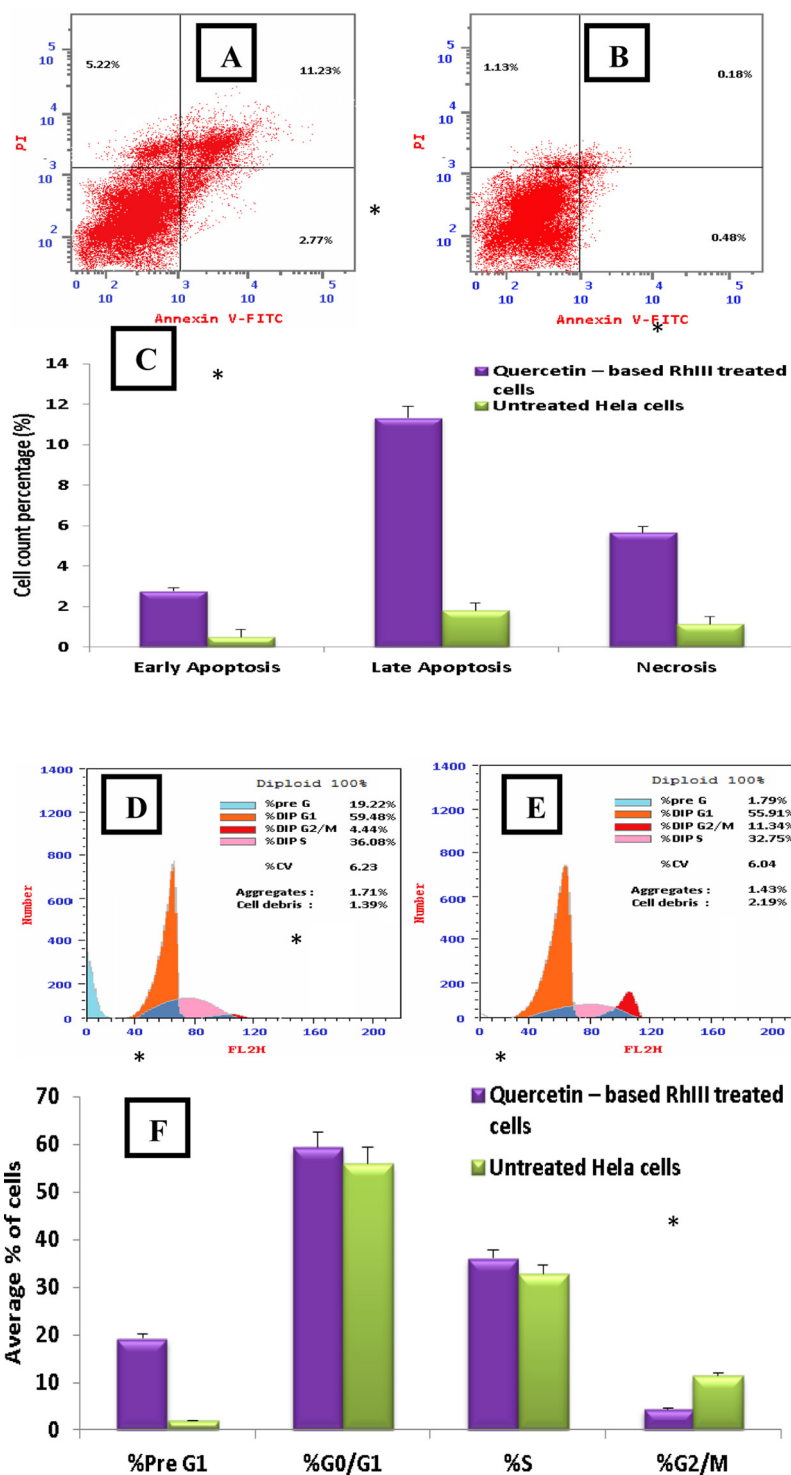 A
5.22%
11.23%
2.77%
PI
5
10
4
10
-3
10
2
10
0
2
10
3
10
4
10
5
10
Annexin V-FITC
*
B
1.13%
0.18%
0.48%
PI
5
10
4
10
-3
10
2
10
0
2
10
3
10
4
10
5
10
Annexin V-FITC
*
C
*
Quercetin – based RhIII treated
cells
Untreated Hela cells
Cell count percentage (%)
14
12
10
8
6
4
2
0
Early Apoptosis
Late Apoptosis
Necrosis
D
Diploid 100%
%pre G 19.22%
%DIP G1 59.48%
%DIP G2/M 4.44%
%DIP S 36.08%
%CV 6.23
Aggregates : 1.71%
Cell debris : 1.39%
*
Number
1400
1200
1000
800
600
400
200
0
0 40 80 120 160 200
FL2H
*
E
Diploid 100%
%pre G 1.79%
%DIP G1 55.91%
%DIP G2/M 11.34%
%DIP S 32.75%
%CV 6.04
Aggregates : 1.43%
Cell debris : 2.19%
Number
1400
1200
1000
800
600
400
200
0
0 40 80 120 160 200
FL2H
*
F
Quercetin – based RhIII treated
cells
Untreated Hela cells
*
Average % of cells
70
60
50
40
30
20
10
0
%Pre G1
%G0/G1
%S
%G2/M